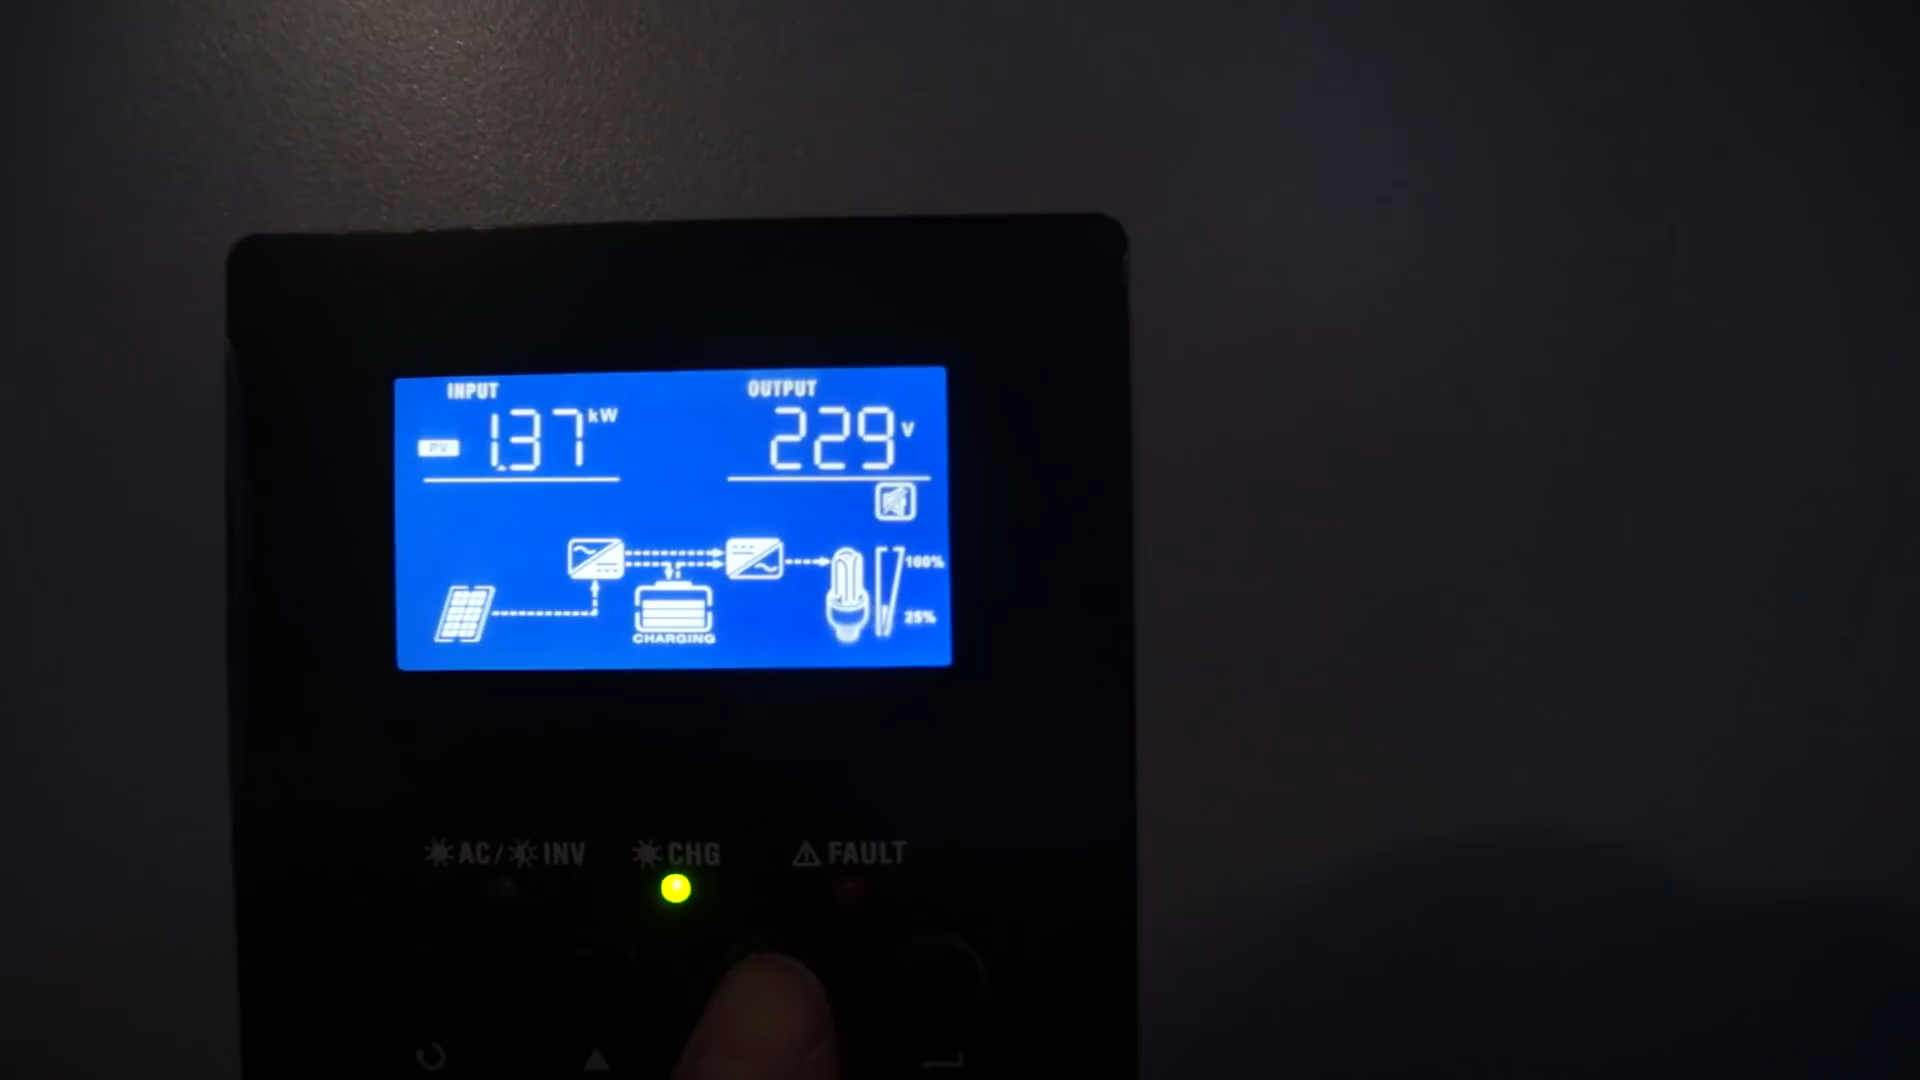 INPUT OUTPUT
PV 1.37 kW 229 V
100%
25%
CHARGING
AC/ INV CHG FAULT